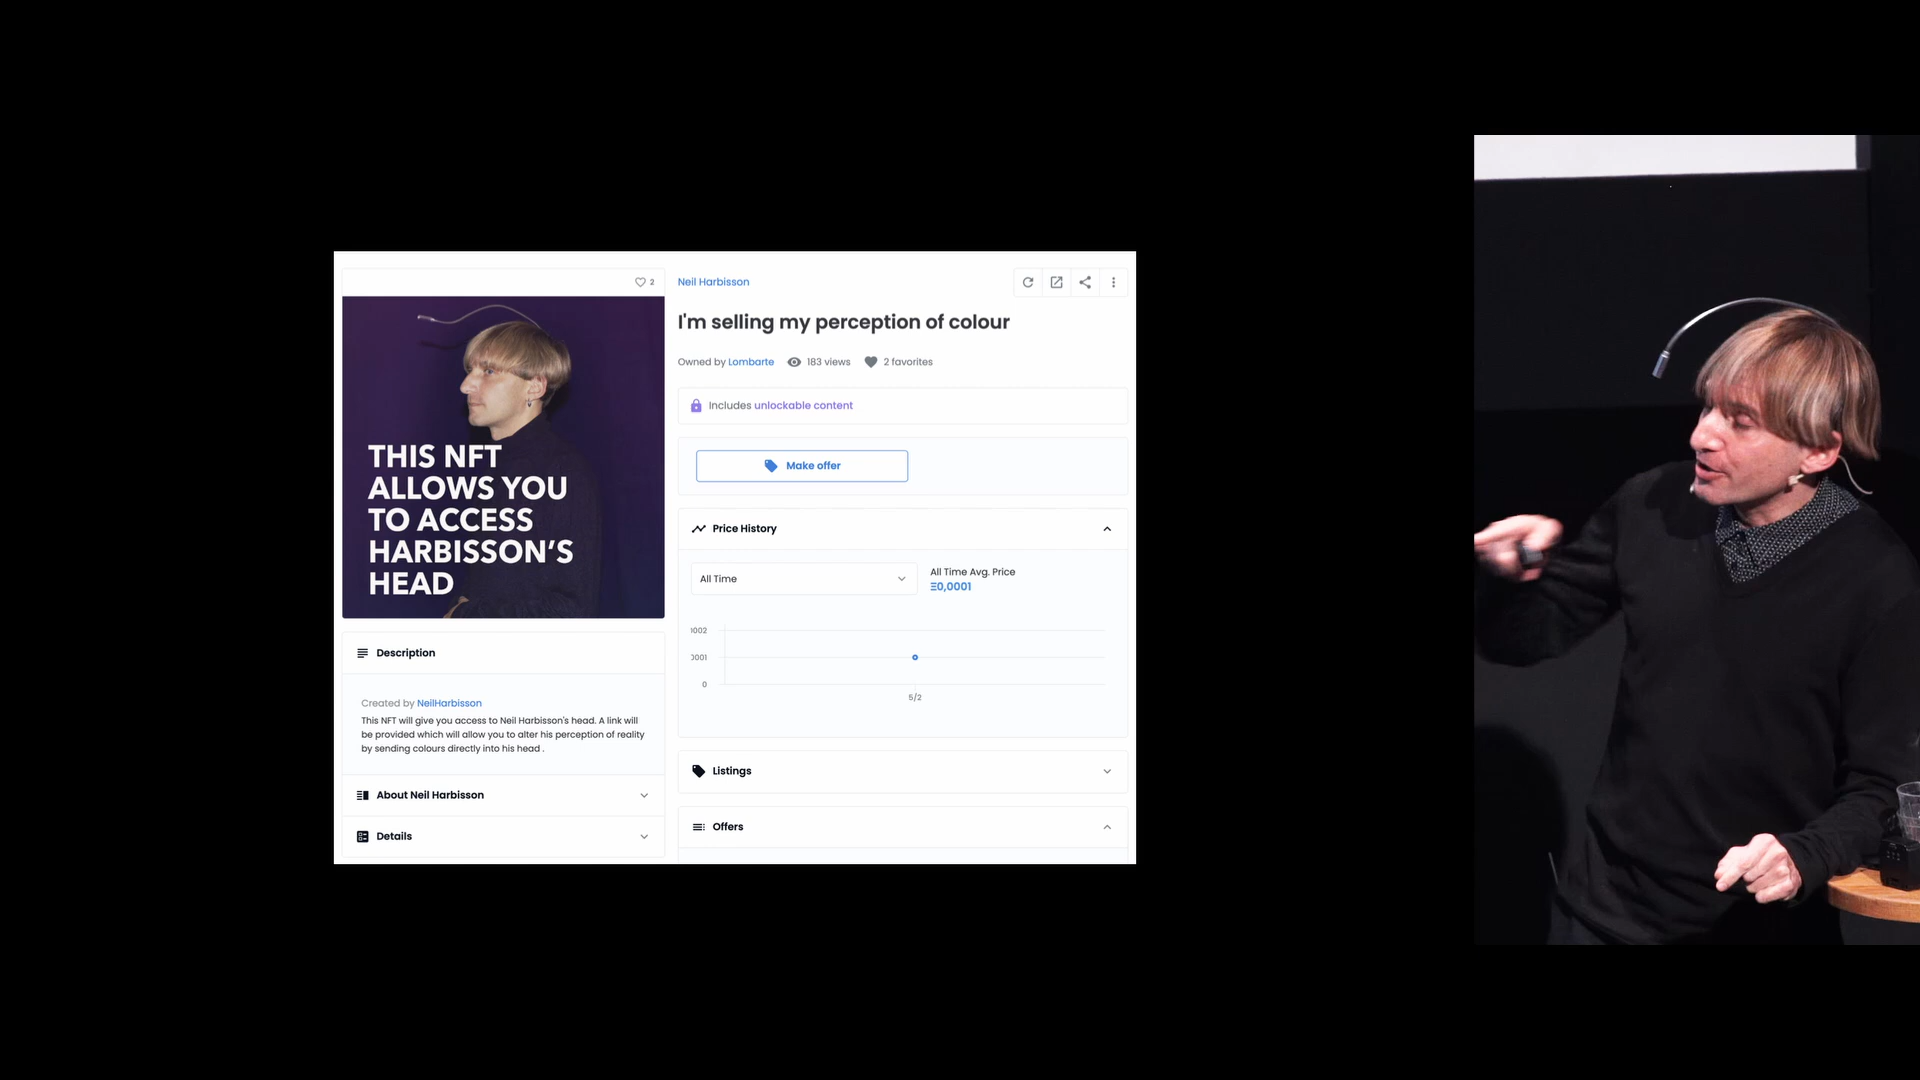 2
THIS NFT
ALLOWS YOU
TO ACCESS
HARBISSON'S
HEAD
Description
Created by NeilHarbisson
This NFT will give you access to Neil Harbisson's head. A link will
be provided which will allow you to alter his perception of reality
by sending colours directly into his head .
About Neil Harbisson
Details
Neil Harbisson
I'm selling my perception of colour
Owned by Lombarte 183 views 2 favorites
Includes unlockable content
Make offer
Price History
All Time
All Time Avg. Price
Ξ0,0001
0
5/2
Listings
Offers